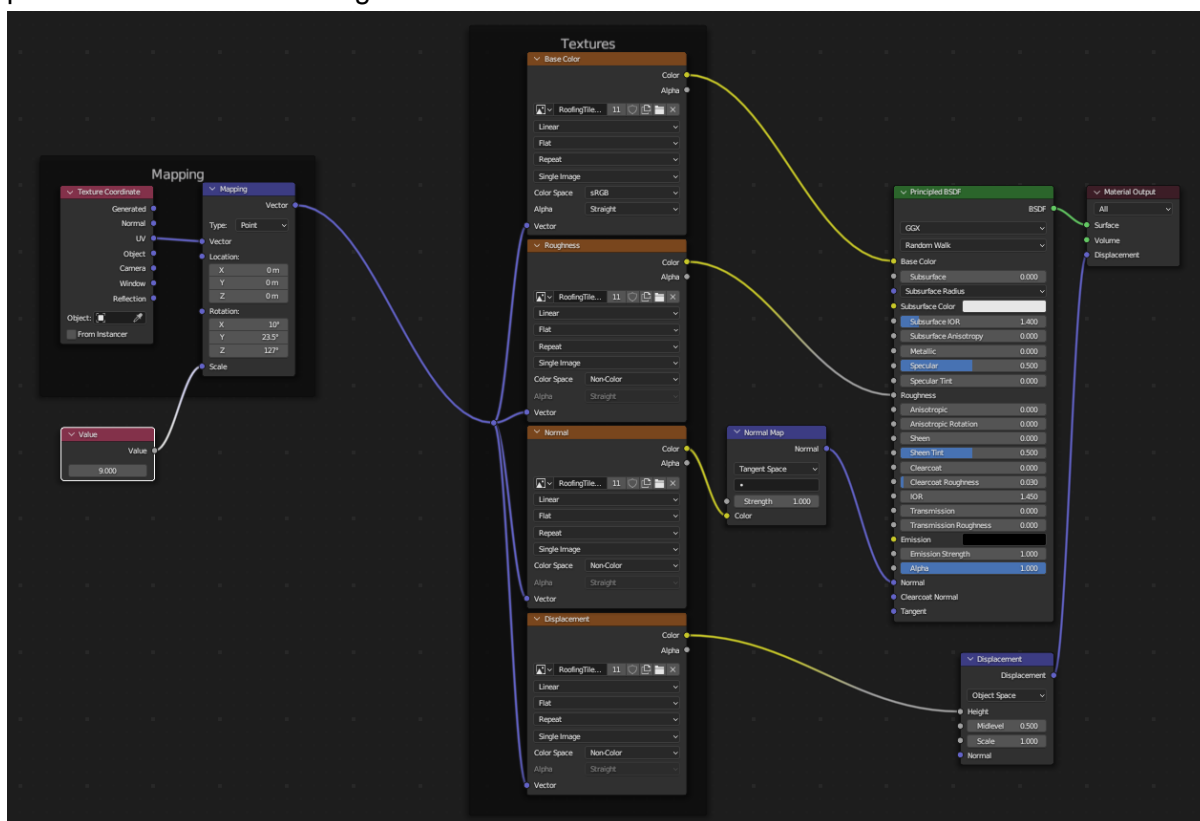 Mapping
Texture Coordinate
Generated
Normal
UV
Object
Camera
Window
Reflection
Object:
From Instancer
Mapping
Vector
Type: Point
Vector
Location:
X 0 m
Y 0 m
Z 0 m
Rotation:
X 10°
Y 23.5°
Z 127°
Scale
Value
Value
9.000
Textures
Base Color
Color
Alpha
RoofingTile... 11
Linear
Flat
Repeat
Single Image
Color Space sRGB
Alpha Straight
Vector
Roughness
Color
Alpha
RoofingTile... 11
Linear
Flat
Repeat
Single Image
Color Space Non-Color
Alpha Straight
Vector
Normal
Color
Alpha
RoofingTile... 11
Linear
Flat
Repeat
Single Image
Color Space Non-Color
Alpha Straight
Vector
Displacement
Color
Alpha
RoofingTile... 11
Linear
Flat
Repeat
Single Image
Color Space Non-Color
Alpha Straight
Vector
Normal Map
Normal
Tangent Space
Strength 1.000
Color
Principled BSDF
BSDF
GGX
Random Walk
Base Color
Subsurface 0.000
Subsurface Radius
Subsurface Color
Subsurface IOR 1.400
Subsurface Anisotropy 0.000
Metallic 0.000
Specular 0.500
Specular Tint 0.000
Roughness
Anisotropic 0.000
Anisotropic Rotation 0.000
Sheen 0.000
Sheen Tint 0.500
Clearcoat 0.000
Clearcoat Roughness 0.030
IOR 1.450
Transmission 0.000
Transmission Roughness 0.000
Emission
Emission Strength 1.000
Alpha 1.000
Normal
Clearcoat Normal
Tangent
Displacement
Displacement
Object Space
Height
Midlevel 0.500
Scale 1.000
Normal
Material Output
All
Surface
Volume
Displacement